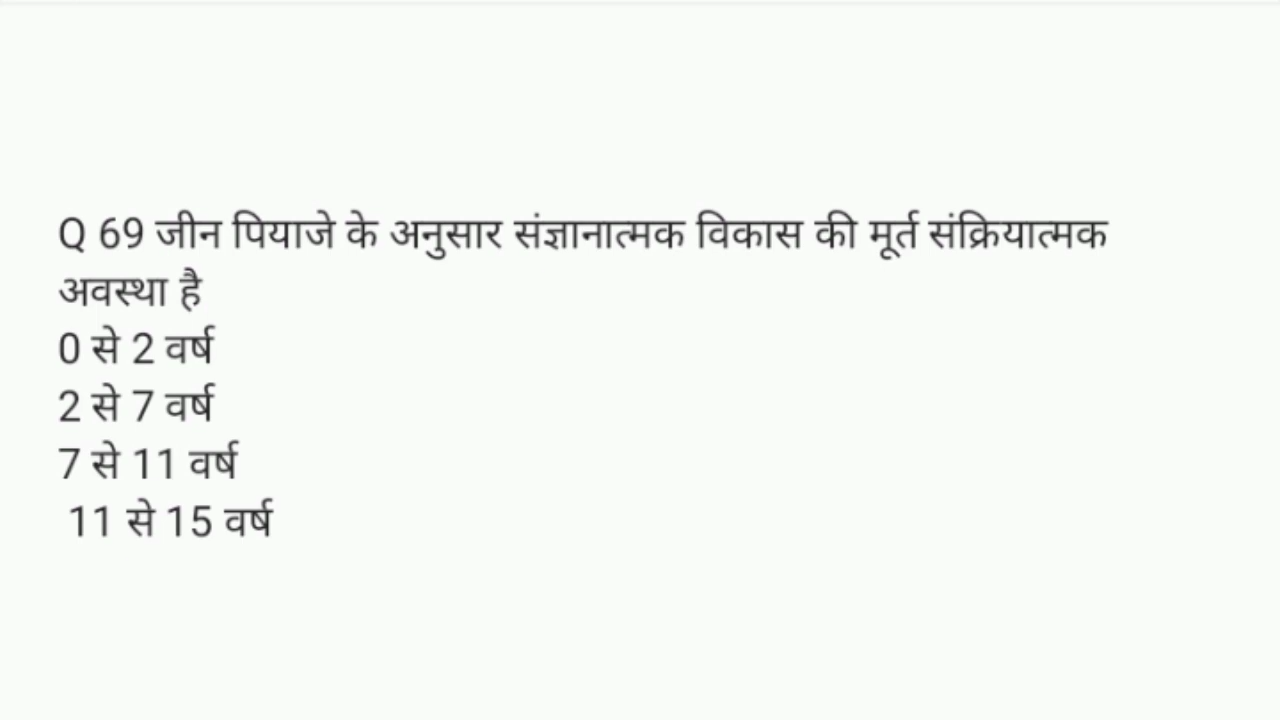 Q 69 जीन पियाजे के अनुसार संज्ञानात्मक विकास की मूर्त संक्रियात्मक
अवस्था है
0 से 2 वर्ष
2 से 7 वर्ष
7 से 11 वर्ष
11 से 15 वर्ष